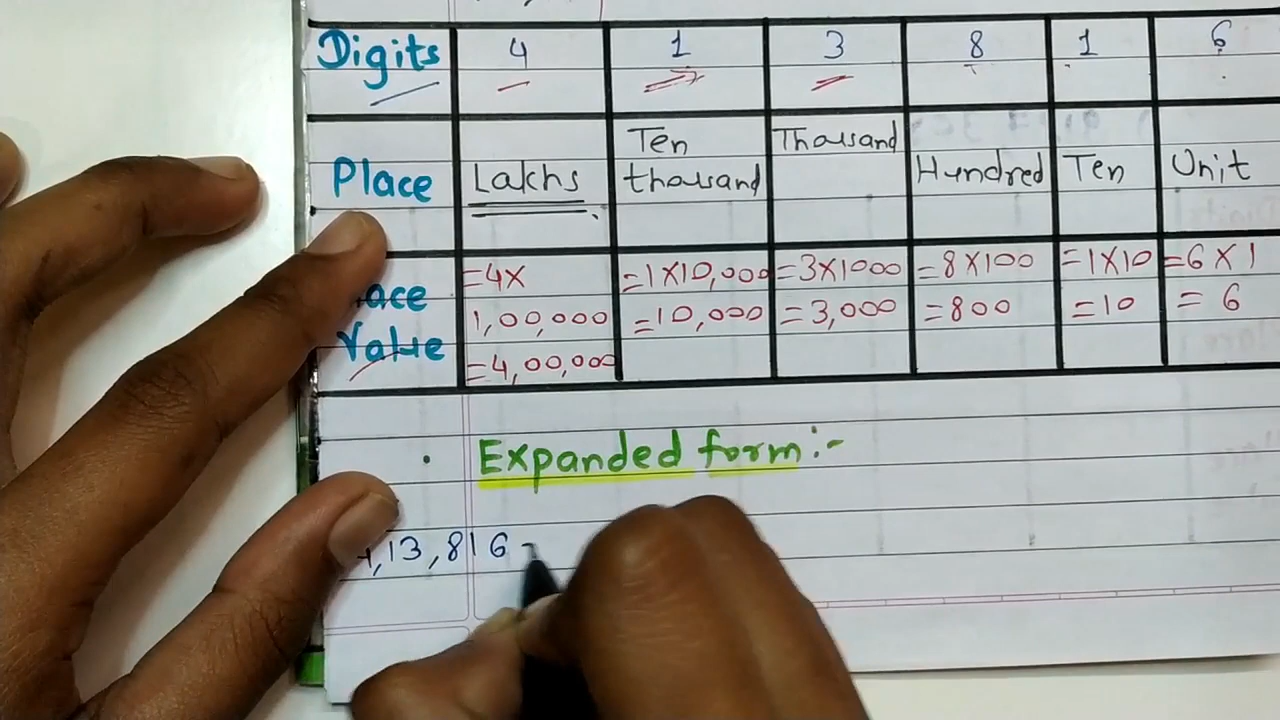 Digits 4 1 3 8 1 6
Place Lakhs Ten thousand Thousand Hundred Ten Unit
Value =4X 1,00,000 =4,00,000 =1X10,000 =10,000 =3X1000 =3,000 =8X100 =800 =1X10 =10 =6X1 =6
Expanded form:-
,13,816